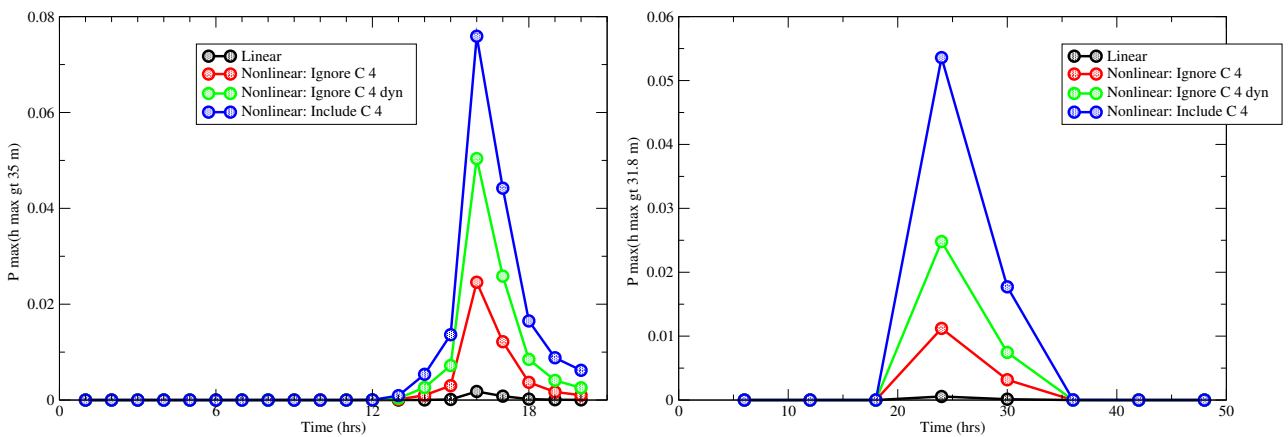 0.08
0.06
0.04
0.02
0
P max(h max gt 35 m)
Linear
Nonlinear: Ignore C 4
Nonlinear: Ignore C 4 dyn
Nonlinear: Include C 4
0 6 12 18
Time (hrs)
0.06
0.05
0.04
0.03
0.02
0.01
0
P max(h max gt 31.8 m)
Linear
Nonlinear: Ignore C 4
Nonlinear: Ignore C 4 dyn
Nonlinear: Include C 4
0 10 20 30 40 50
Time (hrs)